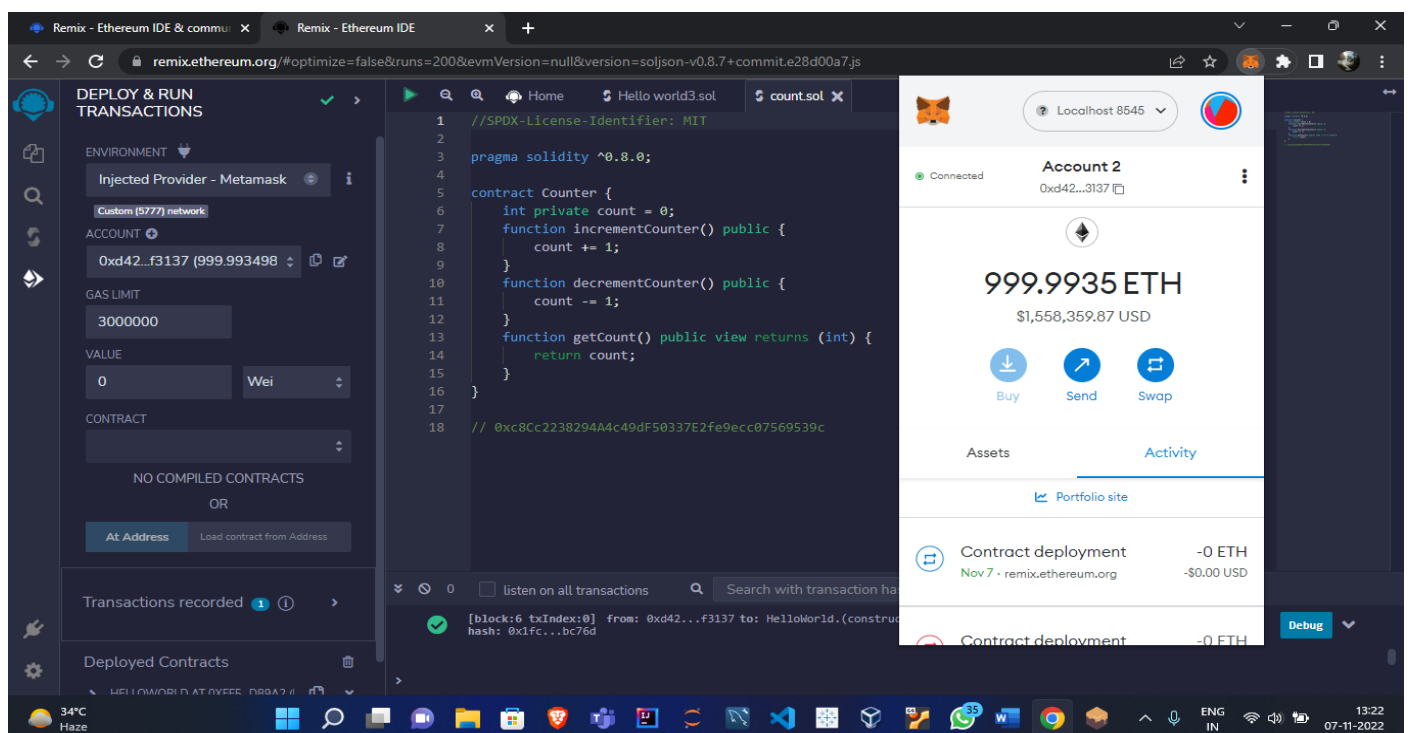 Remix - Ethereum IDE & commu
Remix - Ethereum IDE
remix.ethereum.org/#optimize=false&runs=200&evmVersion=null&version=soljson-v0.8.7+commit.e28d00a7.js
DEPLOY & RUN
TRANSACTIONS
ENVIRONMENT
Injected Provider - Metamask
Custom (5777) network
ACCOUNT
0xd42...f3137 (999.993498
GAS LIMIT
3000000
VALUE
0 Wei
CONTRACT
NO COMPILED CONTRACTS
OR
At Address Load contract from Address
Transactions recorded 1
Deployed Contracts
Home Hello world3.sol count.sol
1 //SPDX-License-Identifier: MIT
2
3 pragma solidity ^0.8.0;
4
5 contract Counter {
6 int private count = 0;
7 function incrementCounter() public {
8 count += 1;
9 }
10 function decrementCounter() public {
11 count -= 1;
12 }
13 function getCount() public view returns (int) {
14 return count;
15 }
16 }
17
18 // 0xc8Cc2238294A4c49dF50337E2fe9ecc07569539c
0 listen on all transactions Search with transaction ha
[block:6 txIndex:0] from: 0xd42...f3137 to: HelloWorld.(construc
hash: 0x1fc...bc76d
Debug
>
Localhost 8545
Connected
Account 2
0xd42...3137
999.9935 ETH
$1,558,359.87 USD
Buy Send Swap
Assets Activity
Portfolio site
Contract deployment -0 ETH
Nov 7 · remix.ethereum.org -$0.00 USD
Contract deployment -0 ETH
34°C
Haze
35
ENG
IN
13:22
07-11-2022